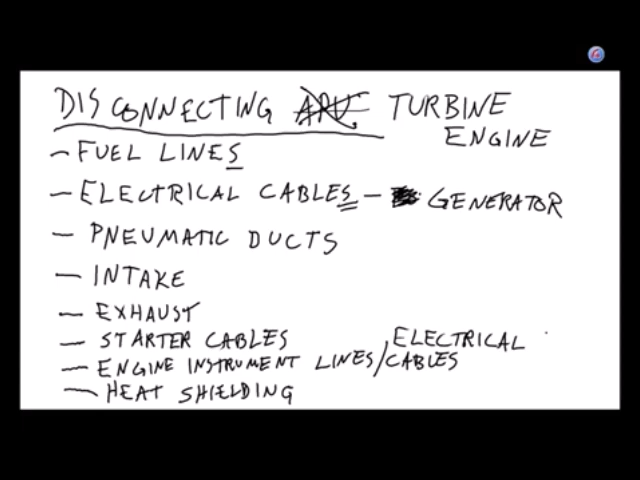 DISCONNECTING APU TURBINE
ENGINE
- FUEL LINES
- ELECTRICAL CABLES - GENERATOR
- PNEUMATIC DUCTS
- INTAKE
- EXHAUST
- STARTER CABLES
- ENGINE INSTRUMENT LINES/ELECTRICAL CABLES
- HEAT SHIELDING